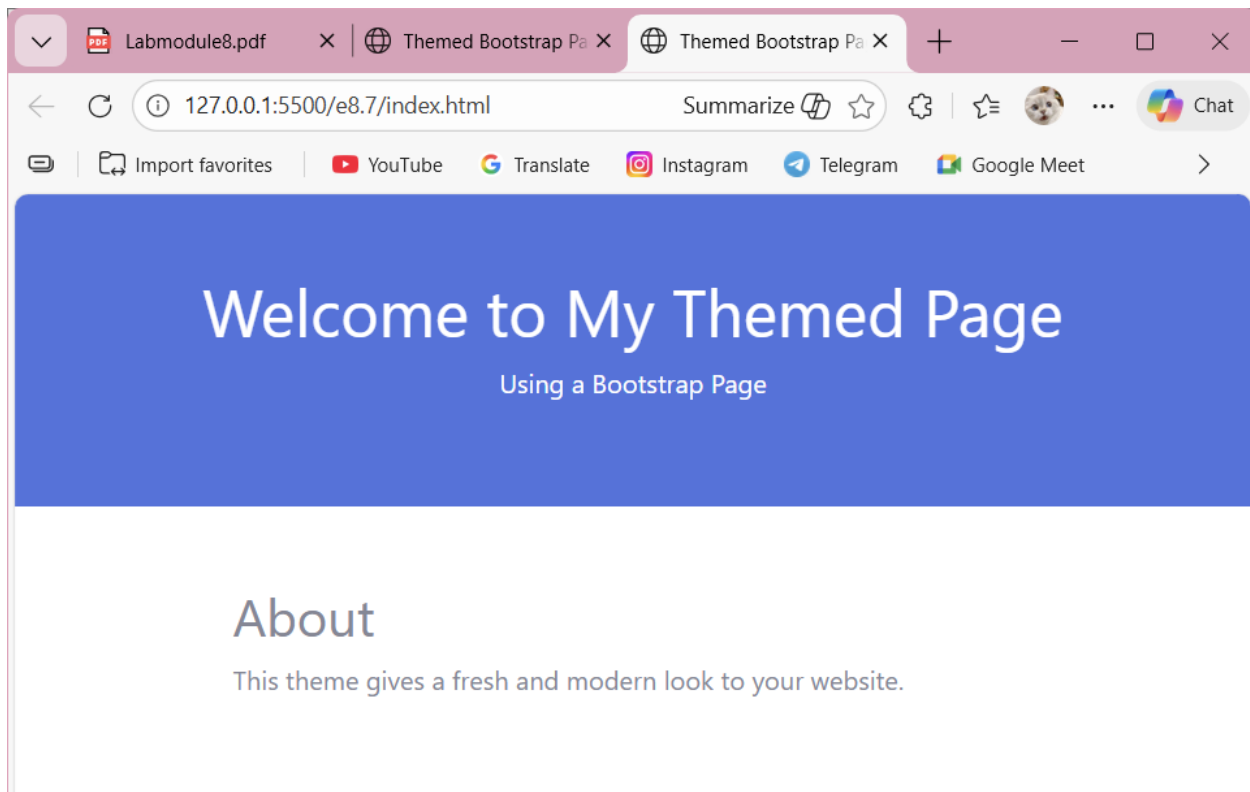 Labmodule8.pdf
Themed Bootstrap Pa
Themed Bootstrap Pa
127.0.0.1:5500/e8.7/index.html
Summarize
Chat
Import favorites
YouTube
Translate
Instagram
Telegram
Google Meet
Welcome to My Themed Page
Using a Bootstrap Page
About
This theme gives a fresh and modern look to your website.